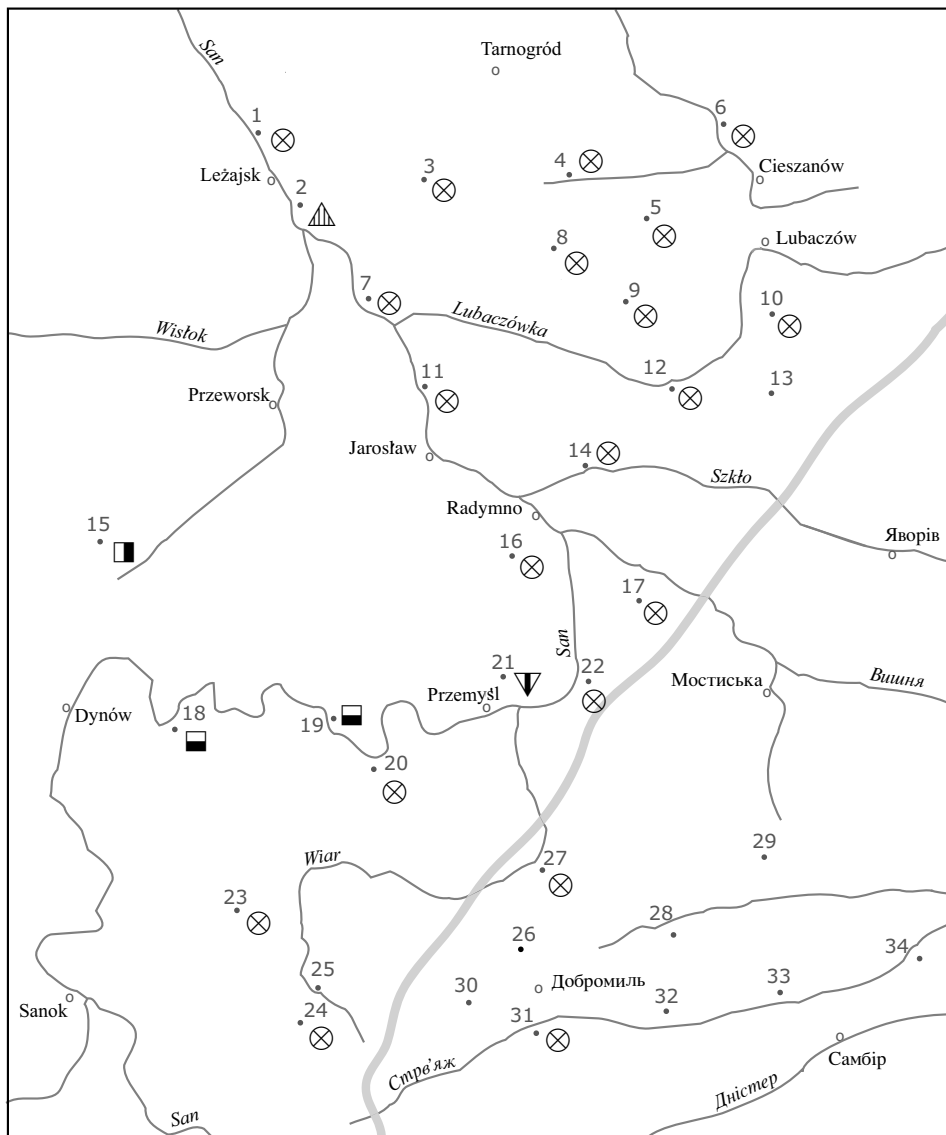 San
Tarnogród
1
6
Leżajsk
3
4
Cieszanów
2
5
8
Lubaczów
7
9
10
Wisłok
Lubaczówka
11
12
13
Przeworsk
Jarosław
14
Szkło
Radymno
15
16
Яворів
17
San
21
22
Przemyśl
Мостиська
Вишня
Dynów
18
19
20
Wiar
27
29
23
26
28
25
34
Добромиль
33
Sanok
24
30
31
32
Самбір
Стрв’яж
Дністер
San